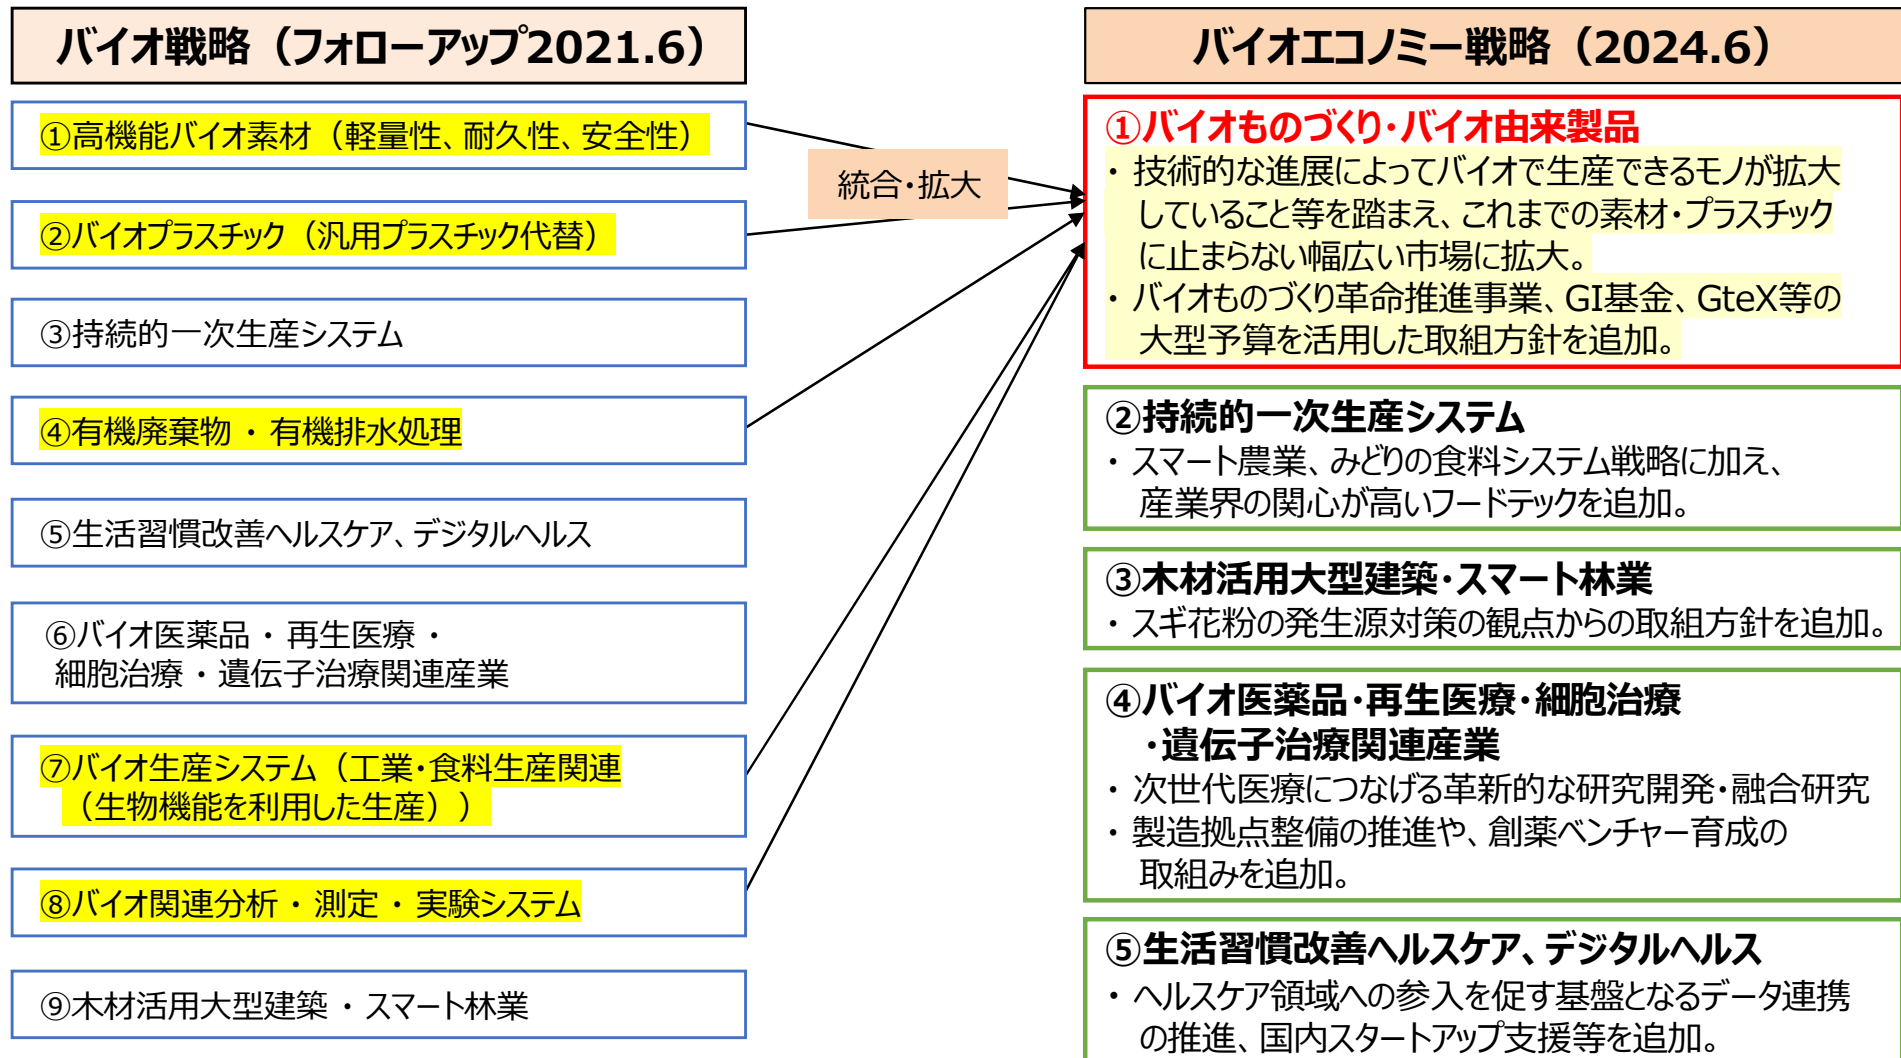 バイオ戦略（フォローアップ2021.6）
①高機能バイオ素材（軽量性、耐久性、安全性）
②バイオプラスチック（汎用プラスチック代替）
③持続的一次生産システム
④有機廃棄物・有機排水処理
⑤生活習慣改善ヘルスケア、デジタルヘルス
⑥バイオ医薬品・再生医療・
細胞治療・遺伝子治療関連産業
⑦バイオ生産システム（工業・食料生産関連
（生物機能を利用した生産））
⑧バイオ関連分析・測定・実験システム
⑨木材活用大型建築・スマート林業
統合・拡大
バイオエコノミー戦略（2024.6）
①バイオものづくり・バイオ由来製品
・技術的な進展によってバイオで生産できるモノが拡大
していること等を踏まえ、これまでの素材・プラスチック
に止まらない幅広い市場に拡大。
・バイオものづくり革命推進事業、GI基金、GteX等の
大型予算を活用した取組方針を追加。
②持続的一次生産システム
・スマート農業、みどりの食料システム戦略に加え、
産業界の関心が高いフードテックを追加。
③木材活用大型建築・スマート林業
・スギ花粉の発生源対策の観点からの取組方針を追加。
④バイオ医薬品・再生医療・細胞治療
・遺伝子治療関連産業
・次世代医療につなげる革新的な研究開発・融合研究
・製造拠点整備の推進や、創薬ベンチャー育成の
取組みを追加。
⑤生活習慣改善ヘルスケア、デジタルヘルス
・ヘルスケア領域への参入を促す基盤となるデータ連携
の推進、国内スタートアップ支援等を追加。